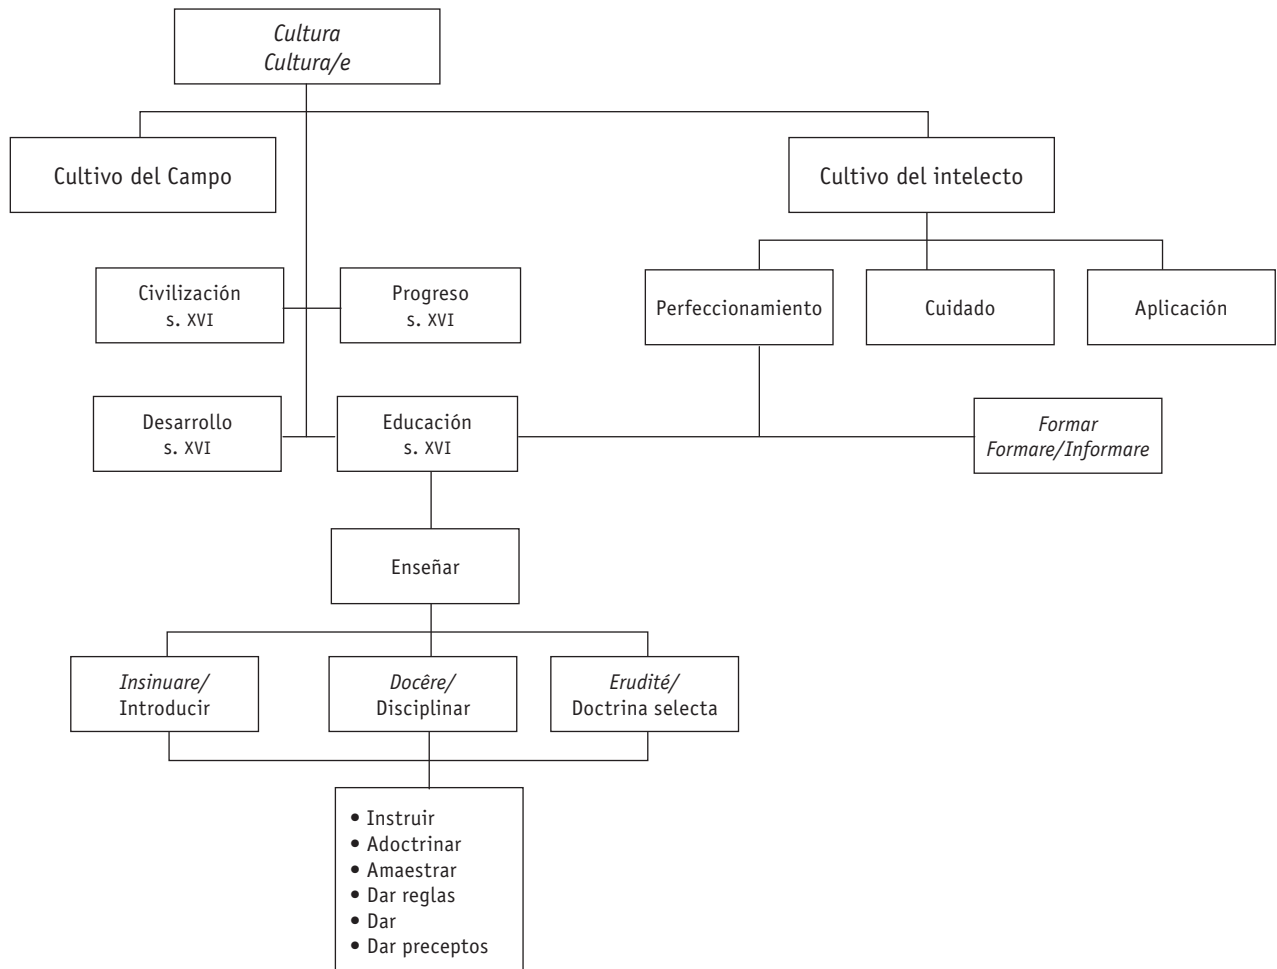 Cultura
Cultura/e
Cultivo del Campo
Cultivo del intelecto
Civilización
s. XVI
Progreso
s. XVI
Perfeccionamiento
Cuidado
Aplicación
Desarrollo
s. XVI
Educación
s. XVI
Formar
Formare/Informare
Enseñar
Insinuare/
Introducir
Docêre/
Disciplinar
Erudité/
Doctrina selecta
• Instruir
• Adoctrinar
• Amaestrar
• Dar reglas
• Dar
• Dar preceptos